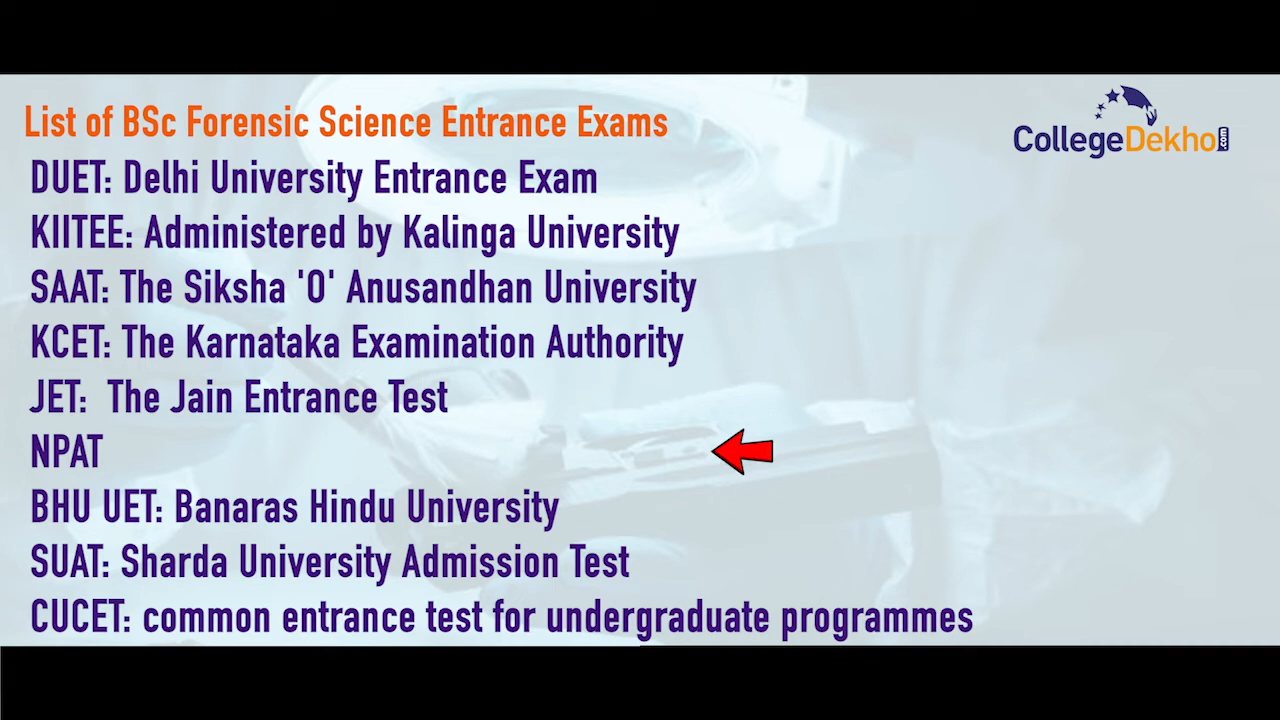 List of BSc Forensic Science Entrance Exams
CollegeDekho.com
DUET: Delhi University Entrance Exam
KIITEE: Administered by Kalinga University
SAAT: The Siksha 'O' Anusandhan University
KCET: The Karnataka Examination Authority
JET: The Jain Entrance Test
NPAT
BHU UET: Banaras Hindu University
SUAT: Sharda University Admission Test
CUCET: common entrance test for undergraduate programmes